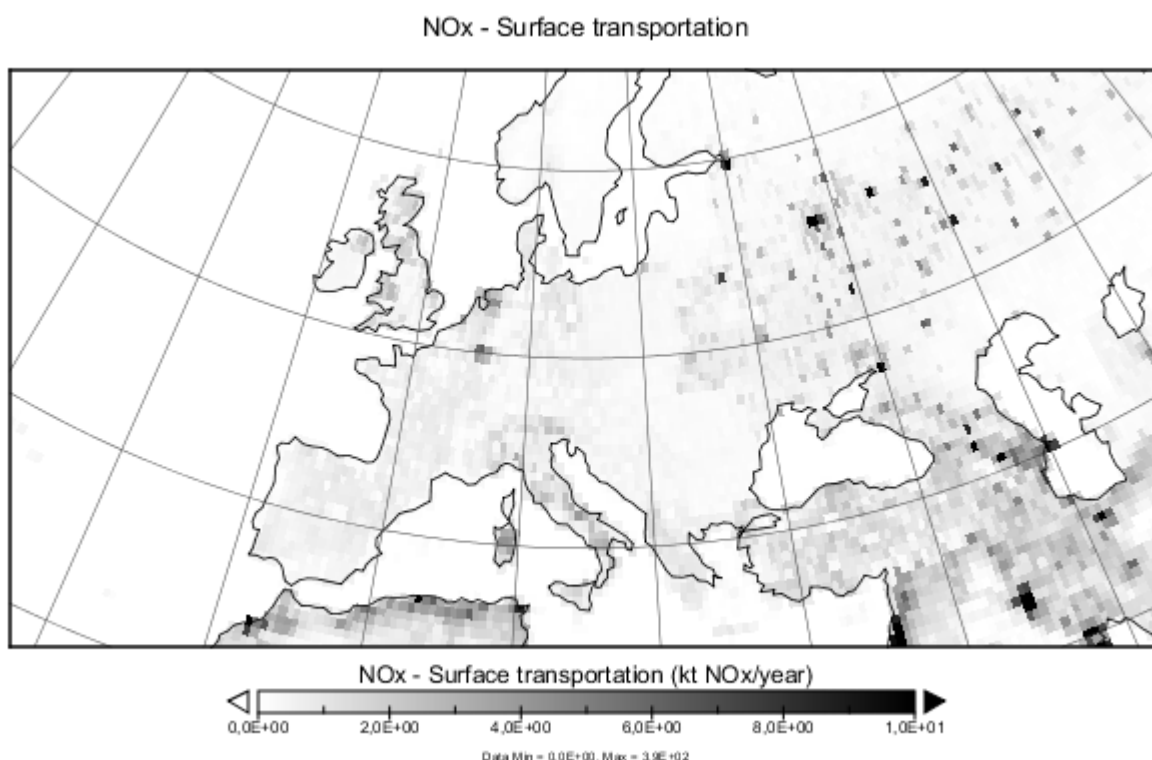 NOx - Surface transportation
NOx - Surface transportation (kt NOx/year)
0,0E+00 2,0E+00 4,0E+00 6,0E+00 8,0E+00 1,0E+01
Data Min = 0,0E+00, Max = 3,9E+02